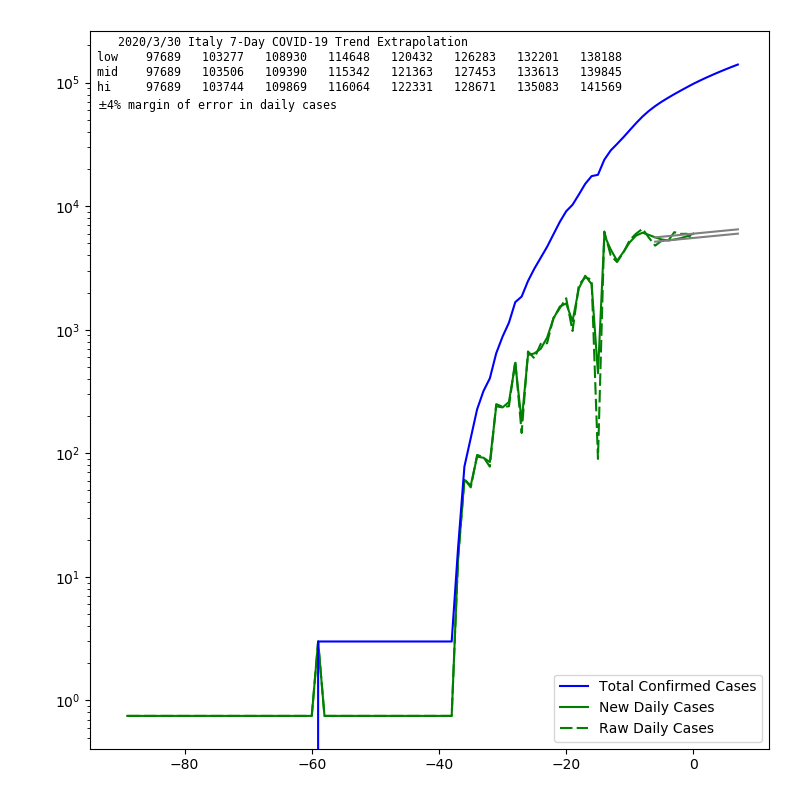 2020/3/30 Italy 7-Day COVID-19 Trend Extrapolation
low 97689 103277 108930 114648 120432 126283 132201 138188
mid 97689 103506 109390 115342 121363 127453 133613 139845
hi 97689 103744 109869 116064 122331 128671 135083 141569
±4% margin of error in daily cases
10⁵
10⁴
10³
10²
10¹
10⁰
−80 −60 −40 −20 0
Total Confirmed Cases
New Daily Cases
Raw Daily Cases